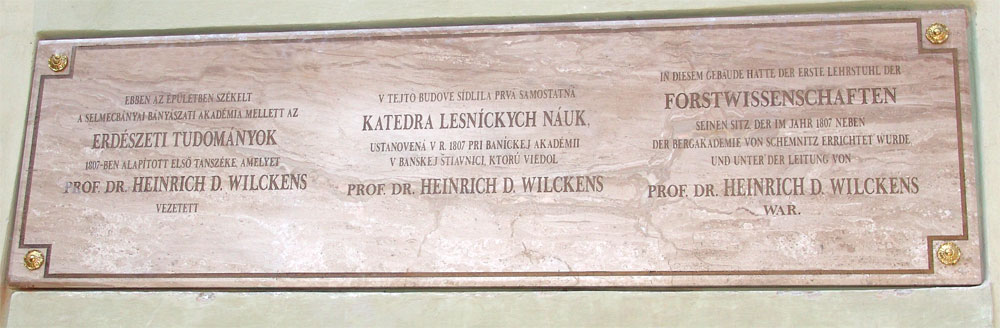 EBBEN AZ ÉPÜLETBEN SZÉKELT
A SELMECBÁNYAI BÁNYÁSZATI AKADÉMIA MELLETT AZ
ERDÉSZETI TUDOMÁNYOK
1807-BEN ALAPÍTOTT ELSŐ TANSZÉKE, AMELYET
PROF. DR. HEINRICH D. WILCKENS
VEZETETT
V TEJTO BUDOVE SÍDLILA PRVÁ SAMOSTATNÁ
KATEDRA LESNÍCKYCH NÁUK,
USTANOVENÁ V R. 1807 PRI BANÍCKEJ AKADÉMII
V BANSKEJ ŠTIAVNICI, KTORÚ VIEDOL
PROF. DR. HEINRICH D. WILCKENS
IN DIESEM GEBÄUDE HATTE DER ERSTE LEHRSTUHL DER
FORSTWISSENSCHAFTEN
SEINEN SITZ DER IM JAHR 1807 NEBEN
DER BERGAKADEMIE VON SCHEMNITZ ERRICHTET WURDE
UND UNTER DER LEITUNG VON
PROF. DR. HEINRICH D. WILCKENS
WAR.